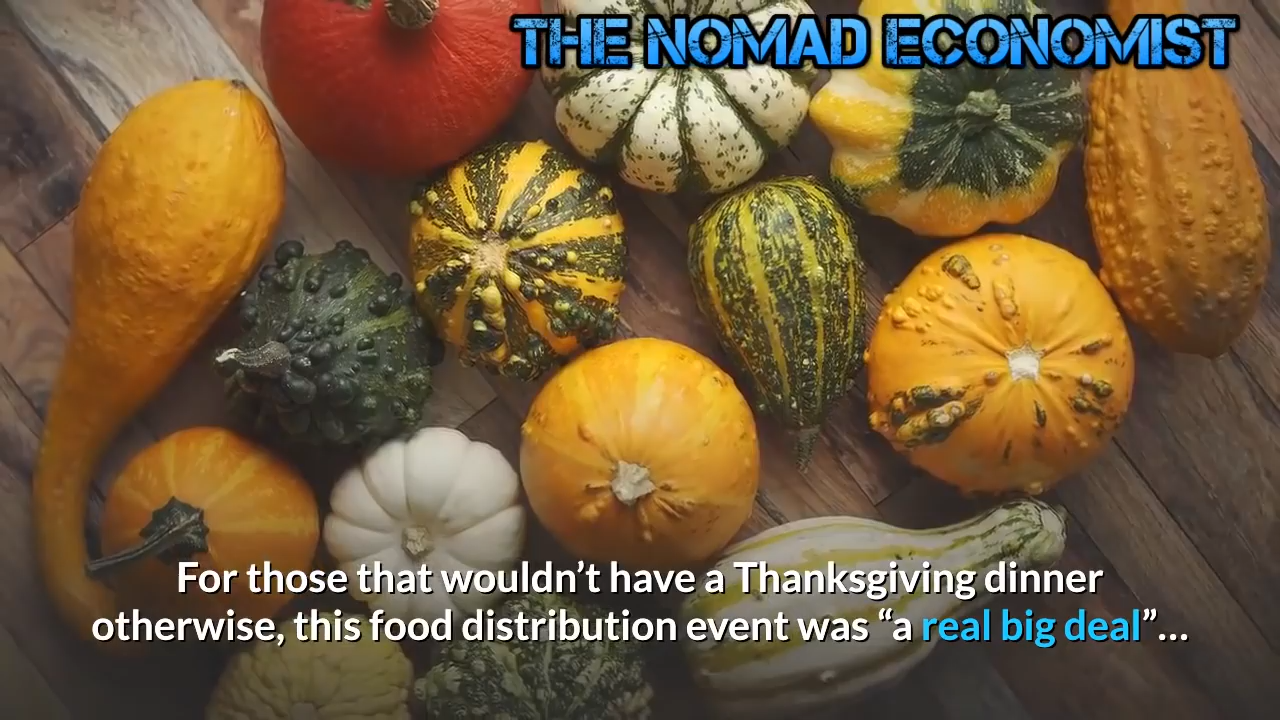 THE NOMAD ECONOMIST
For those that wouldn’t have a Thanksgiving dinner
otherwise, this food distribution event was “a real big deal”...